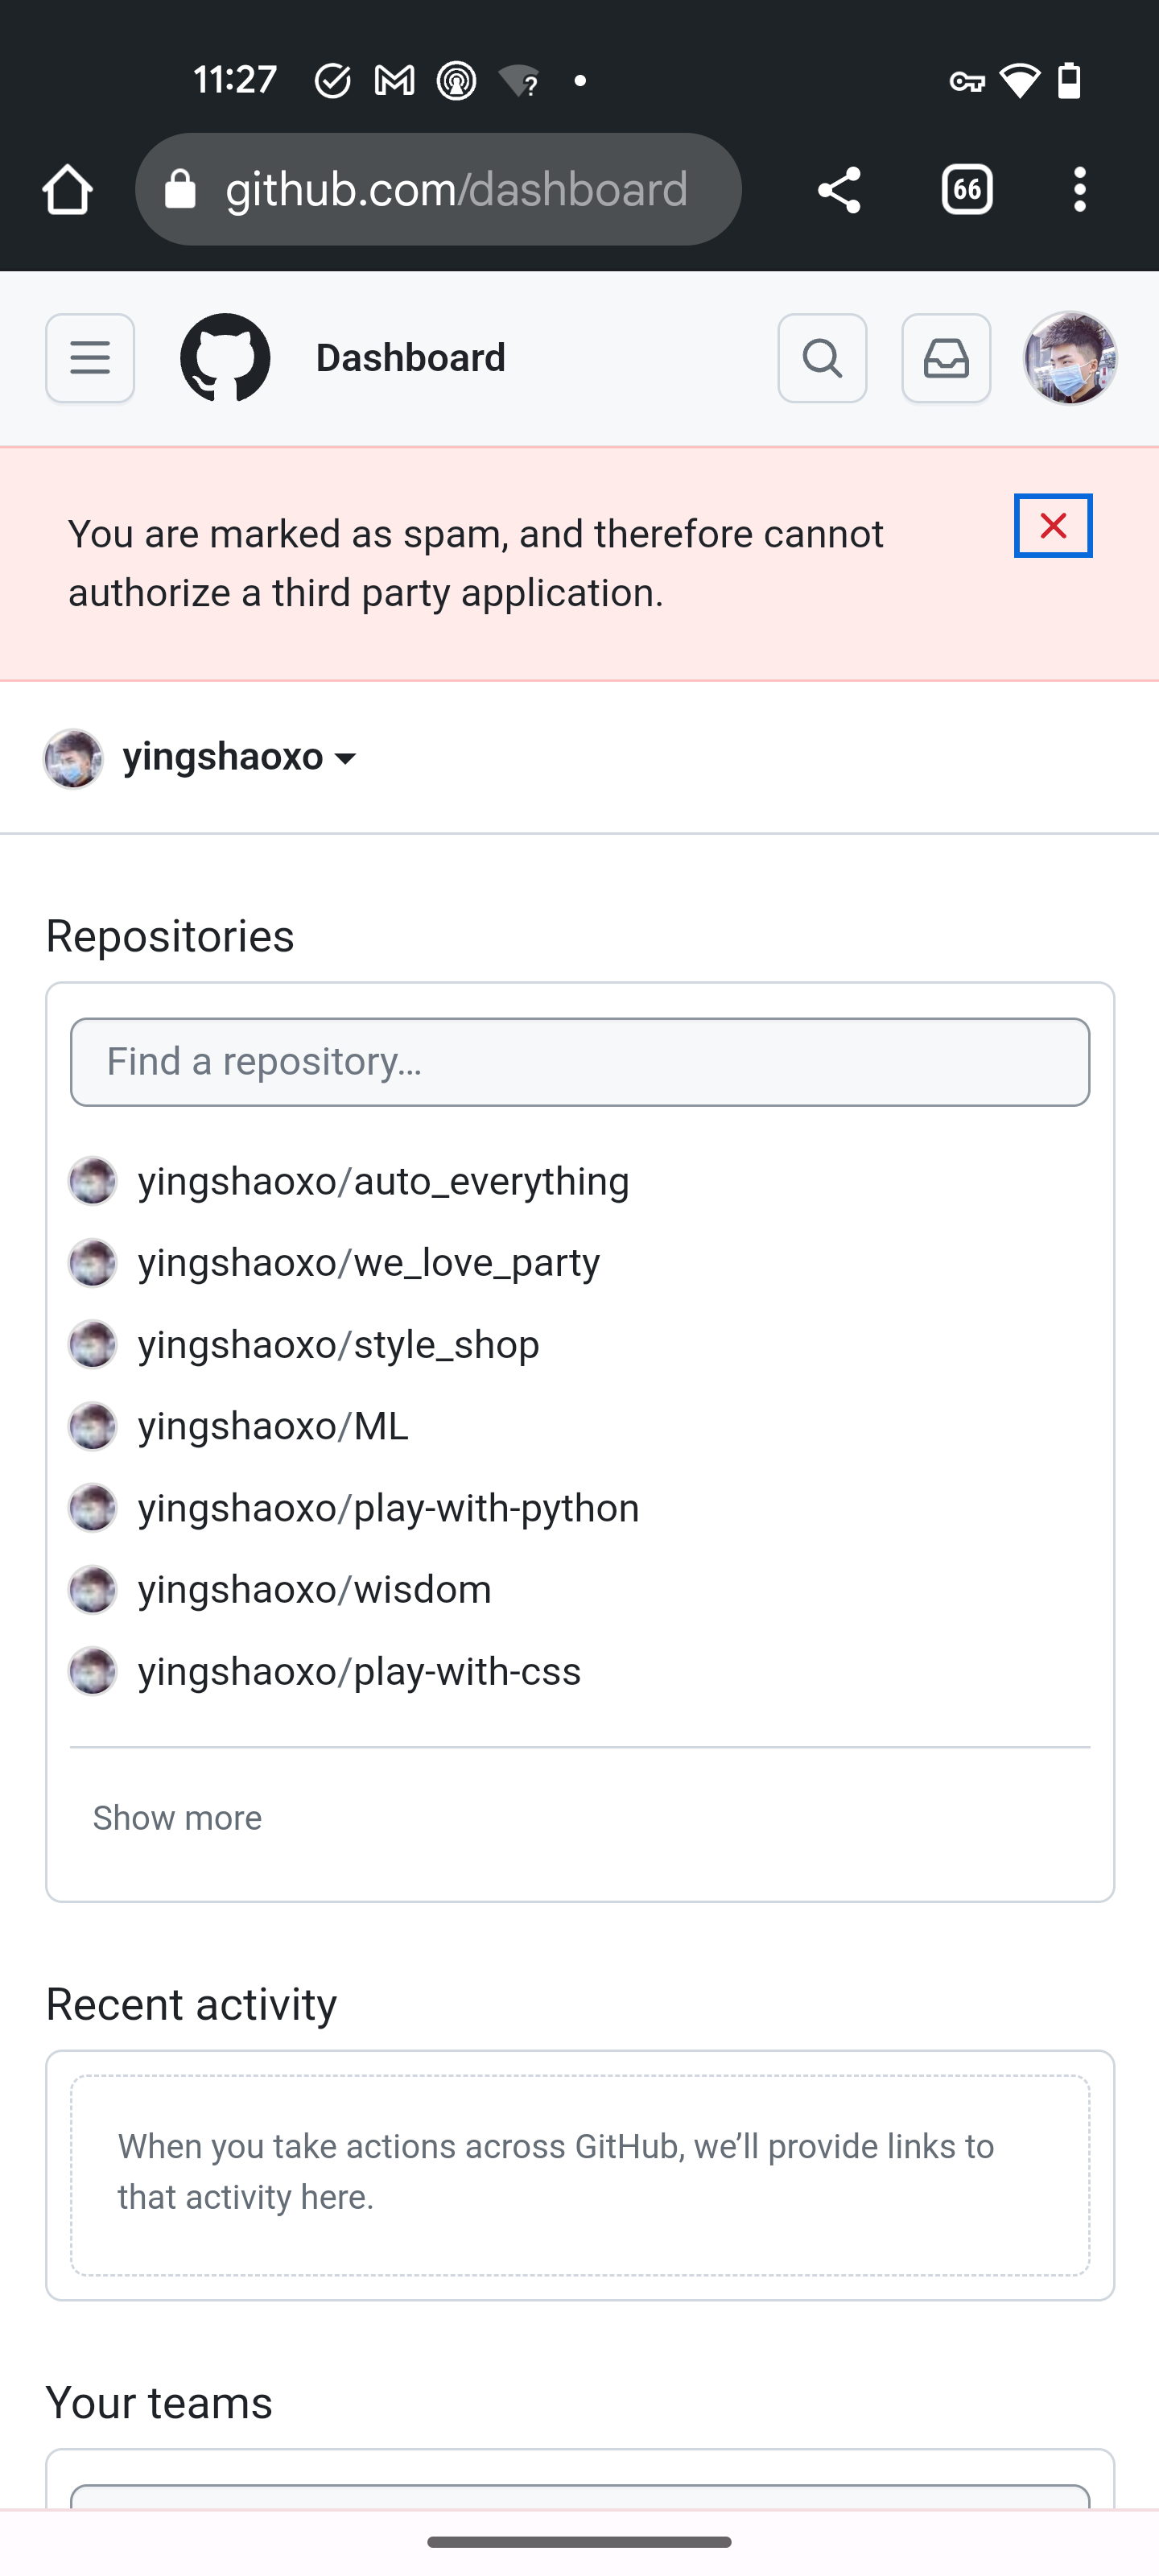 11:27
github.com/dashboard
66
Dashboard
You are marked as spam, and therefore cannot
authorize a third party application.
yingshaoxo
Repositories
Find a repository…
yingshaoxo/auto_everything
yingshaoxo/we_love_party
yingshaoxo/style_shop
yingshaoxo/ML
yingshaoxo/play-with-python
yingshaoxo/wisdom
yingshaoxo/play-with-css
Show more
Recent activity
When you take actions across GitHub, we’ll provide links to
that activity here.
Your teams